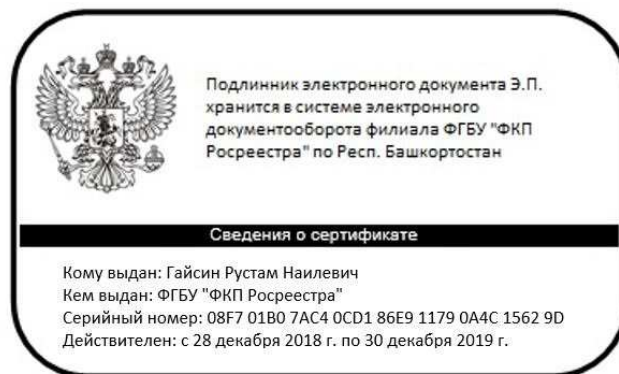 Подлинник электронного документа Э.П.
хранится в системе электронного
документооборота филиала ФГБУ "ФКП
Росреестра" по Респ. Башкортостан
Сведения о сертификате
Кому выдан: Гайсин Рустам Наилевич
Кем выдан: ФГБУ "ФКП Росреестра"
Серийный номер: 08F7 01B0 7AC4 0CD1 86E9 1179 0A4C 1562 9D
Действителен: с 28 декабря 2018 г. по 30 декабря 2019 г.